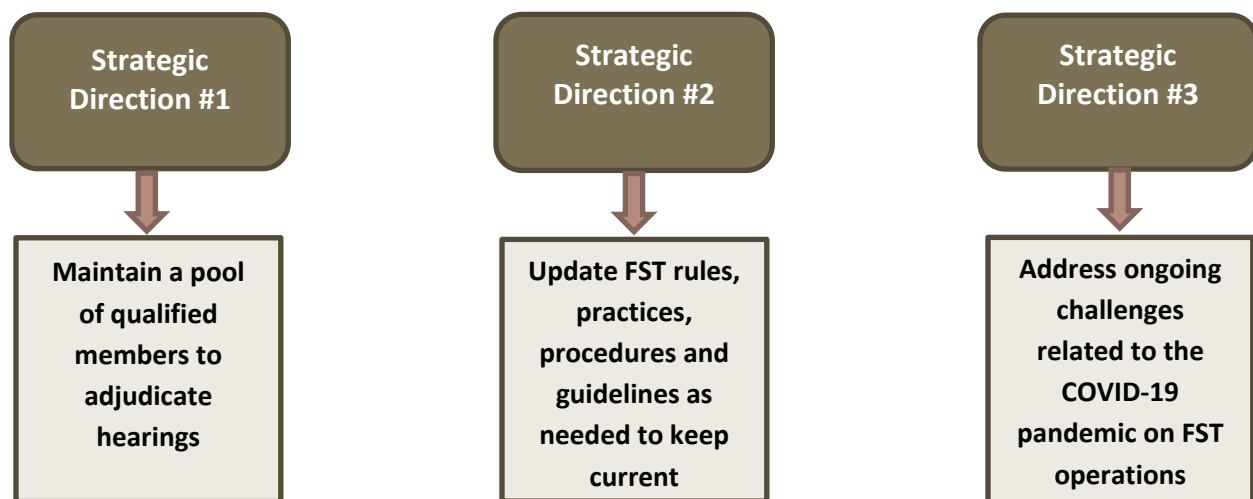 Strategic
Direction #1
Maintain a pool
of qualified
members to
adjudicate
hearings
Strategic
Direction #2
Update FST rules,
practices,
procedures and
guidelines as
needed to keep
current
Strategic
Direction #3
Address ongoing
challenges
related to the
COVID-19
pandemic on FST
operations